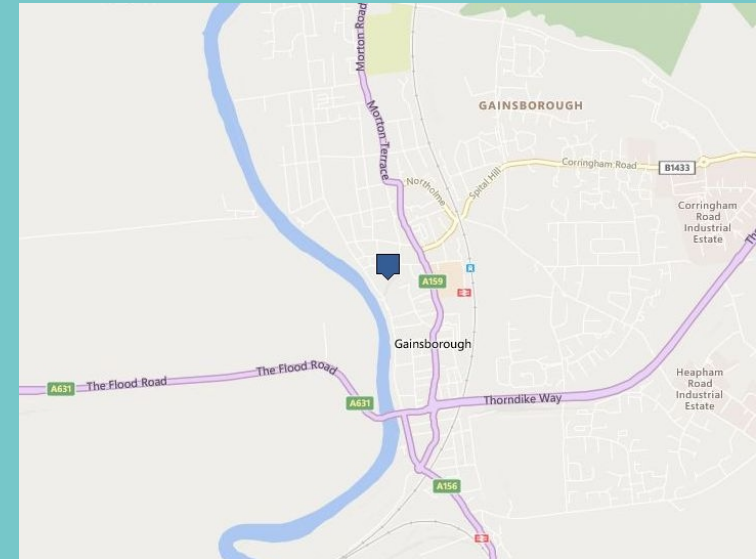 Morton Road
Morton Terrace
GAINSBOROUGH
Northolme
Spital Hill
Corringham Road
B1433
Corringham
Road
Industrial
Estate
A159
Gainsborough
A631
The Flood Road
The Flood Road
A631
Thorndike Way
Heapham
Road
Industrial
Estate
A156